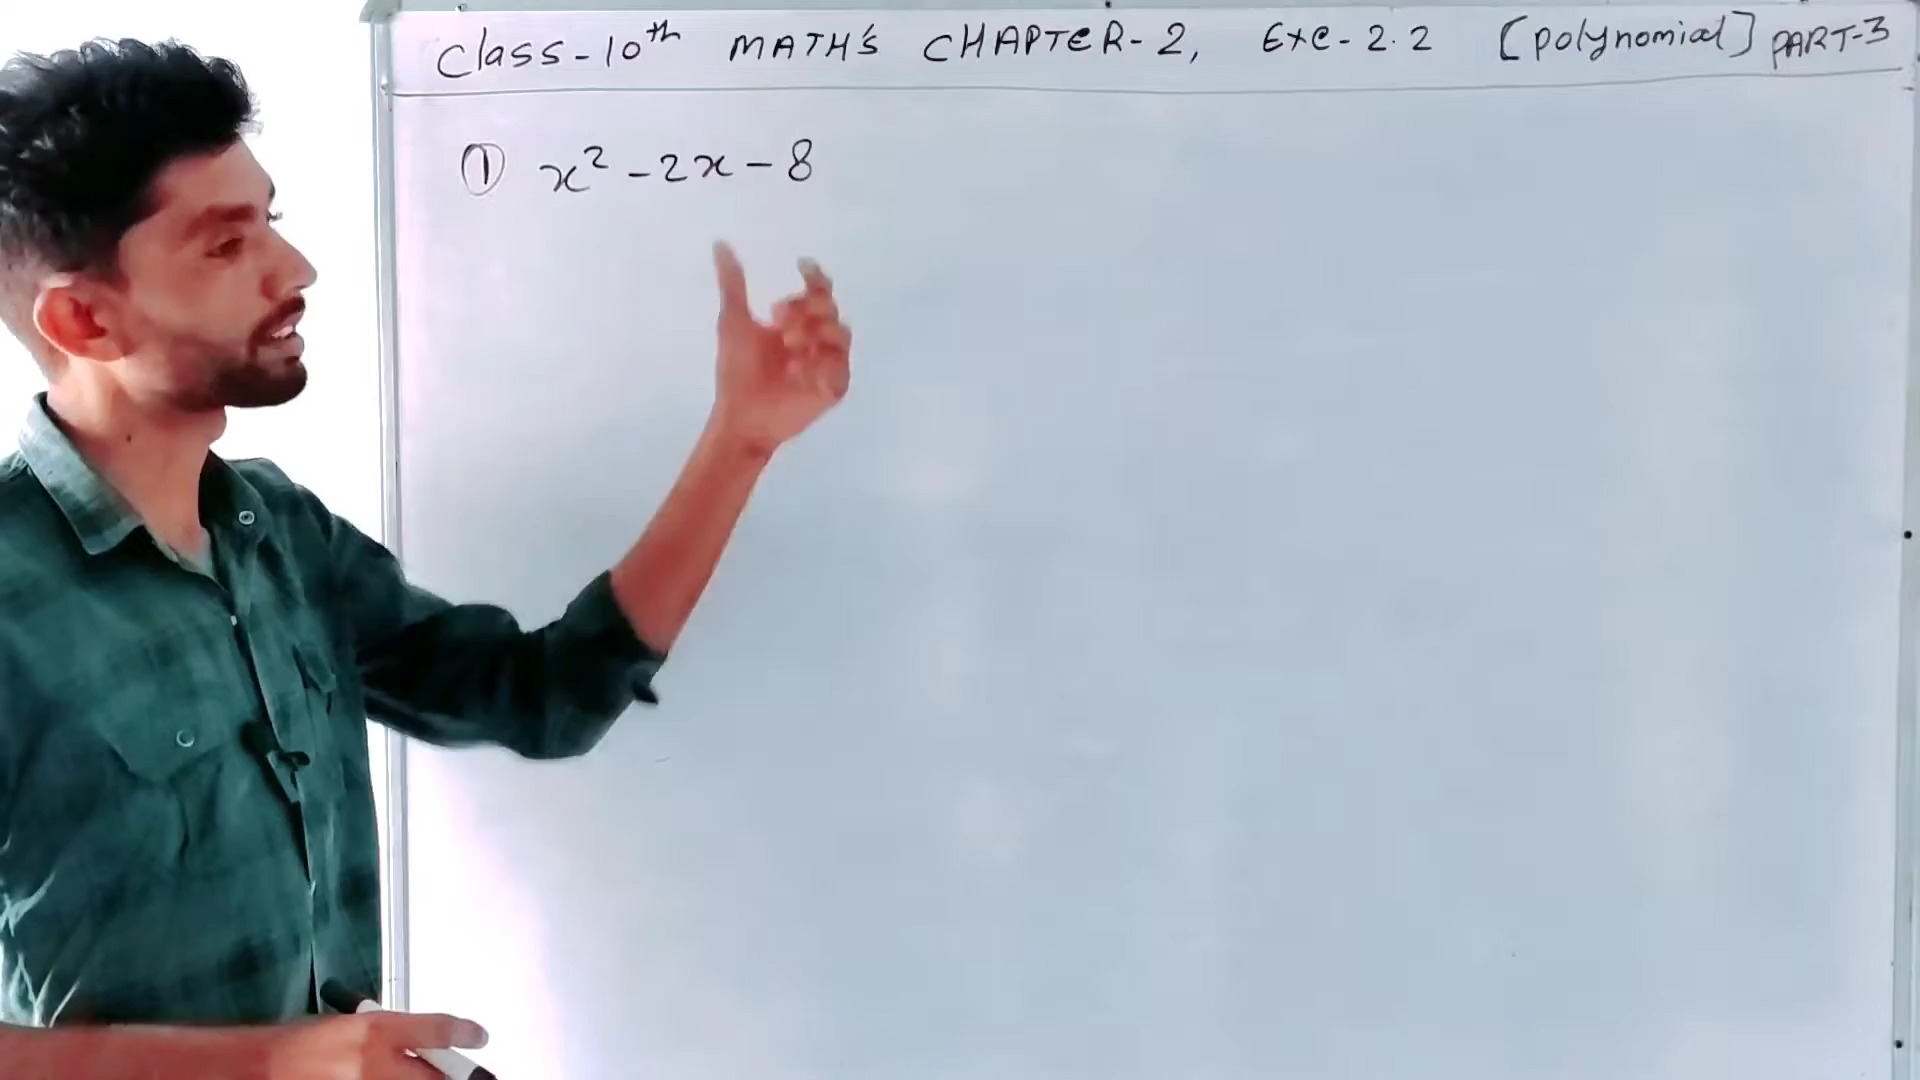 Class-10th MATH'S CHAPTER-2, Exe-2.2 [polynomial] PART-3
① x² - 2x - 8